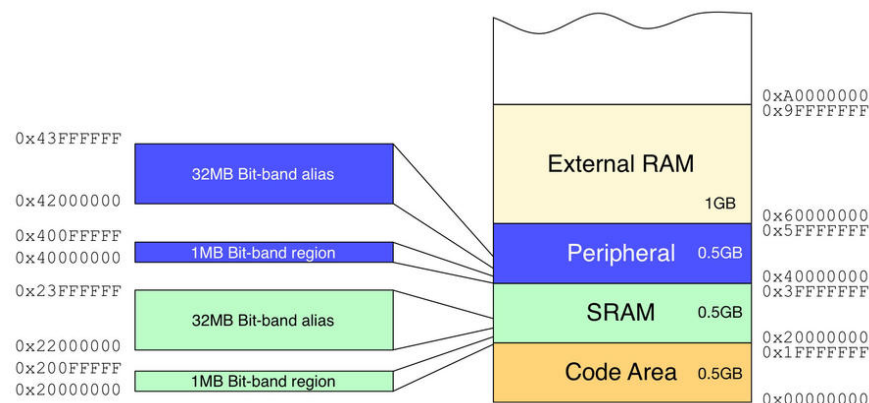 0x43FFFFFF
32MB Bit-band alias
0x42000000
0x400FFFFF
1MB Bit-band region
0x40000000
0x23FFFFFF
32MB Bit-band alias
0x22000000
0x200FFFFF
1MB Bit-band region
0x20000000
0xA0000000
0x9FFFFFFF
External RAM
1GB
0x60000000
0x5FFFFFFF
Peripheral 0.5GB
0x40000000
0x3FFFFFFF
SRAM 0.5GB
0x20000000
0x1FFFFFFF
Code Area 0.5GB
0x00000000